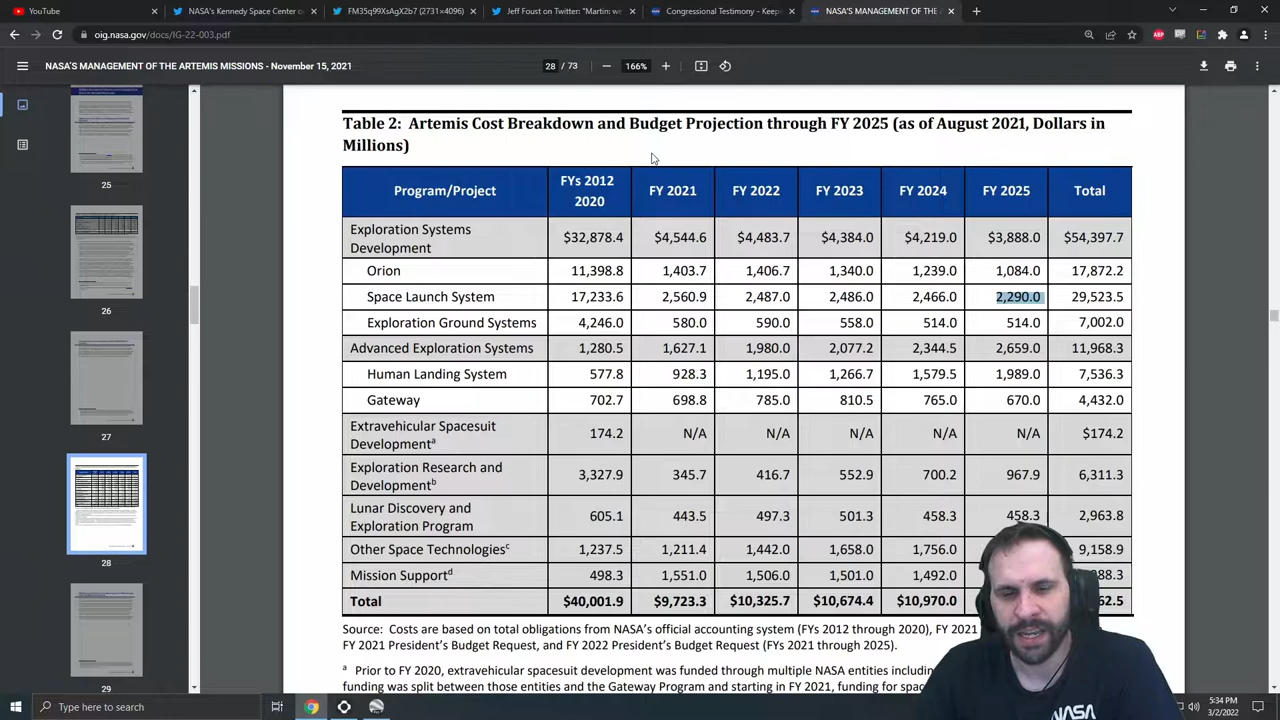 YouTube
NASA's Kennedy Space Center o
FM35q99XsAgX2b7 (2731×4096)
Jeff Foust on Twitter: "Martin: we
Congressional Testimony – Keepe
NASA'S MANAGEMENT OF THE A
oig.nasa.gov/docs/IG-22-003.pdf
ABP
NASA'S MANAGEMENT OF THE ARTEMIS MISSIONS - November 15, 2021
28 / 73
166%
25
26
27
28
29
Table 2: Artemis Cost Breakdown and Budget Projection through FY 2025 (as of August 2021, Dollars in
Millions)
Program/Project FYs 2012 2020 FY 2021 FY 2022 FY 2023 FY 2024 FY 2025 Total
Exploration Systems
Development $32,878.4 $4,544.6 $4,483.7 $4,384.0 $4,219.0 $3,888.0 $54,397.7
Orion 11,398.8 1,403.7 1,406.7 1,340.0 1,239.0 1,084.0 17,872.2
Space Launch System 17,233.6 2,560.9 2,487.0 2,486.0 2,466.0 2,290.0 29,523.5
Exploration Ground Systems 4,246.0 580.0 590.0 558.0 514.0 514.0 7,002.0
Advanced Exploration Systems 1,280.5 1,627.1 1,980.0 2,077.2 2,344.5 2,659.0 11,968.3
Human Landing System 577.8 928.3 1,195.0 1,266.7 1,579.5 1,989.0 7,536.3
Gateway 702.7 698.8 785.0 810.5 765.0 670.0 4,432.0
Extravehicular Spacesuit
Developmentᵃ 174.2 N/A N/A N/A N/A N/A $174.2
Exploration Research and
Developmentᵇ 3,327.9 345.7 416.7 552.9 700.2 967.9 6,311.3
Lunar Discovery and
Exploration Program 605.1 443.5 497.3 501.3 458.3 458.3 2,963.8
Other Space Technologiesᶜ 1,237.5 1,211.4 1,442.0 1,658.0 1,756.0 9,158.9
Mission Supportᵈ 498.3 1,551.0 1,506.0 1,501.0 1,492.0 88.3
Total $40,001.9 $9,723.3 $10,325.7 $10,674.4 $10,970.0 62.5
Source: Costs are based on total obligations from NASA's official accounting system (FYs 2012 through 2020), FY 2021
FY 2021 President's Budget Request, and FY 2022 President's Budget Request (FYs 2021 through 2025).
ᵃ Prior to FY 2020, extravehicular spacesuit development was funded through multiple NASA entities includin
funding was split between those entities and the Gateway Program and starting in FY 2021, funding for spac
NASA
Type here to search
5:34 PM
3/2/2022